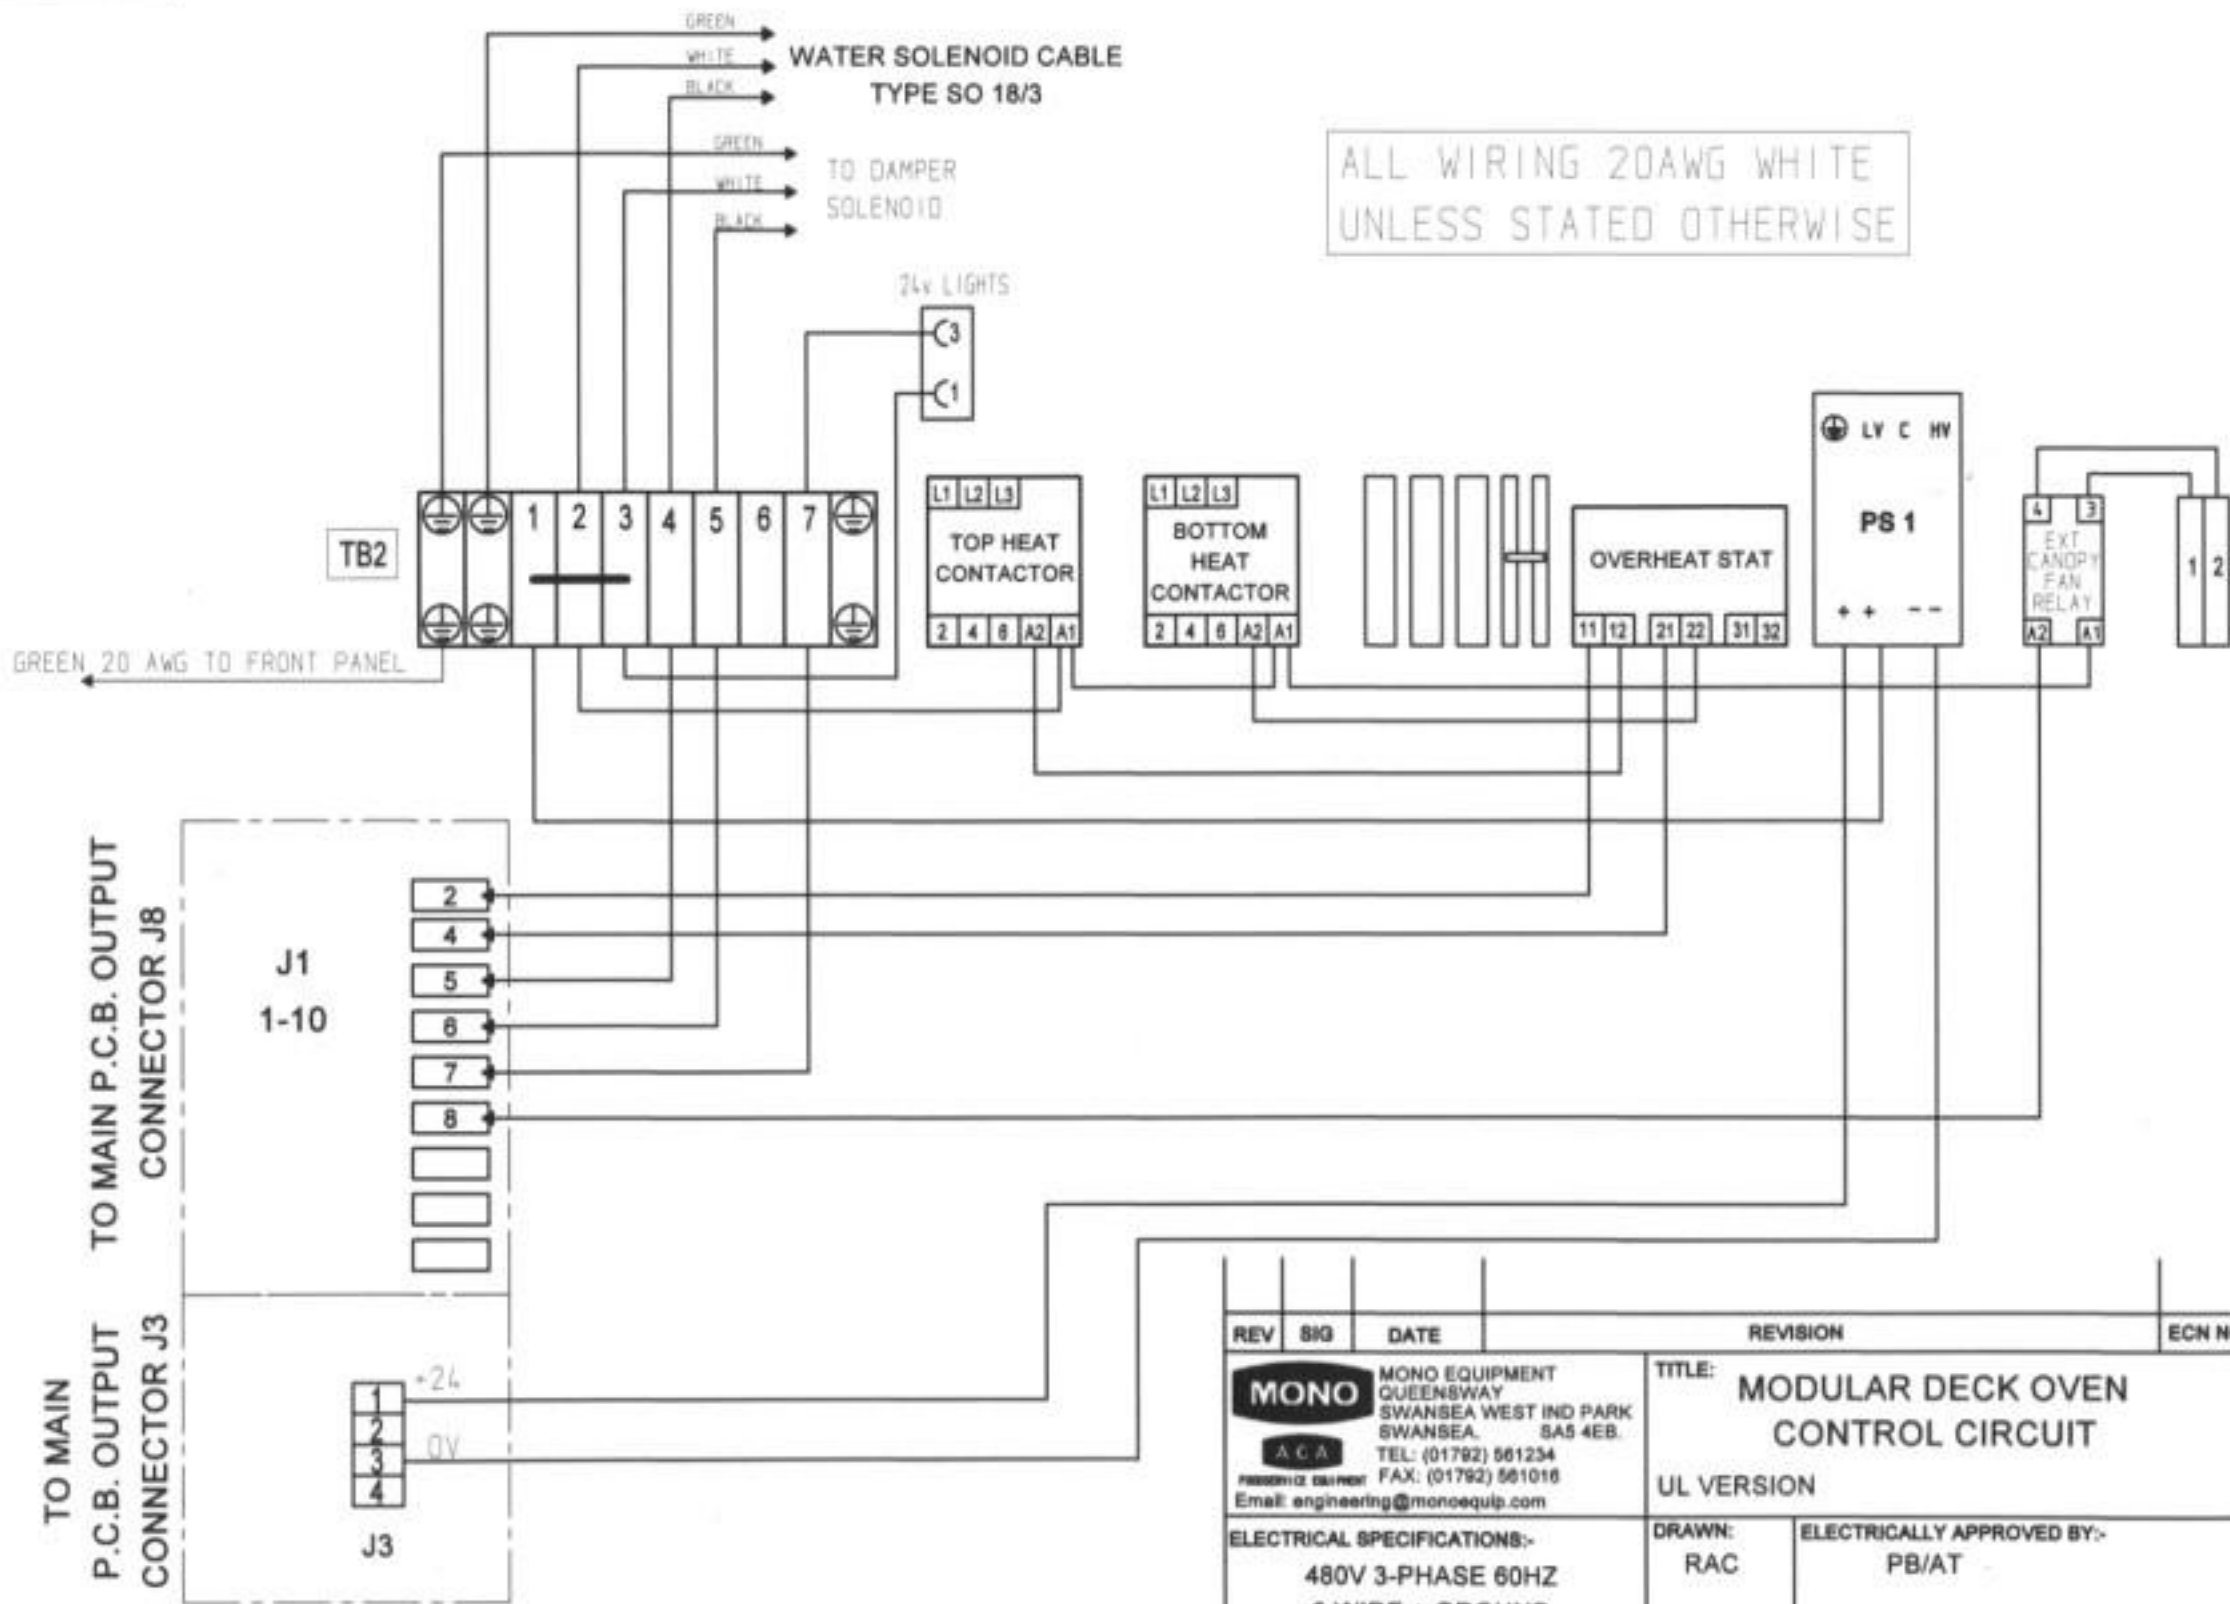 GREEN
WHITE
BLACK
WATER SOLENOID CABLE
TYPE SO 18/3
GREEN
WHITE
BLACK
TO DAMPER
SOLENOID
ALL WIRING 20AWG WHITE
UNLESS STATED OTHERWISE
24v LIGHTS
3
1
TB2
1 2 3 4 5 6 7
L1 L2 L3
TOP HEAT
CONTACTOR
2 4 6 A2 A1
L1 L2 L3
BOTTOM
HEAT
CONTACTOR
2 4 6 A2 A1
OVERHEAT STAT
11 12 21 22 31 32
LV C HV
PS 1
+ + - -
4 3
EXT
CANOPY
FAN
RELAY
A2 A1
1 2
GREEN 20 AWG TO FRONT PANEL
TO MAIN P.C.B. OUTPUT
CONNECTOR J8
J1
1-10
2
4
5
6
7
8
TO MAIN
P.C.B. OUTPUT
CONNECTOR J3
+24
0V
1
2
3
4
J3
REV SIG DATE REVISION ECN N
MONO
ACA
MONO EQUIPMENT
QUEENSWAY
SWANSEA WEST IND PARK
SWANSEA. SA5 4EB.
TEL: (01792) 561234
FAX: (01792) 561016
Email: engineering@monoequip.com
TITLE:
MODULAR DECK OVEN
CONTROL CIRCUIT
UL VERSION
ELECTRICAL SPECIFICATIONS:-
480V 3-PHASE 60HZ
DRAWN:
RAC
ELECTRICALLY APPROVED BY:-
PB/AT